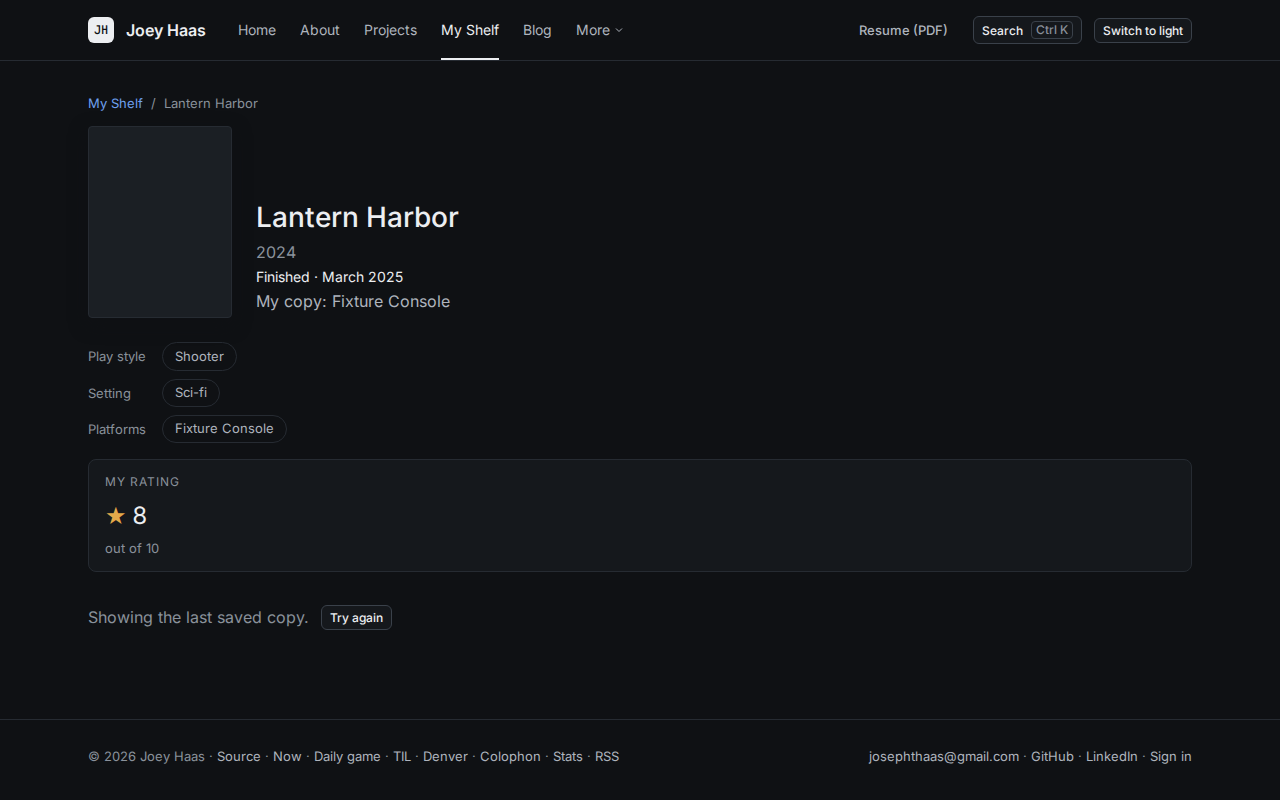 JH Joey Haas Home About Projects My Shelf Blog More Resume (PDF) Search Ctrl K Switch to light
My Shelf / Lantern Harbor
Lantern Harbor
2024
Finished · March 2025
My copy: Fixture Console
Play style Shooter
Setting Sci-fi
Platforms Fixture Console
MY RATING
★ 8
out of 10
Showing the last saved copy. Try again
© 2026 Joey Haas · Source · Now · Daily game · TIL · Denver · Colophon · Stats · RSS josephthaas@gmail.com · GitHub · LinkedIn · Sign in